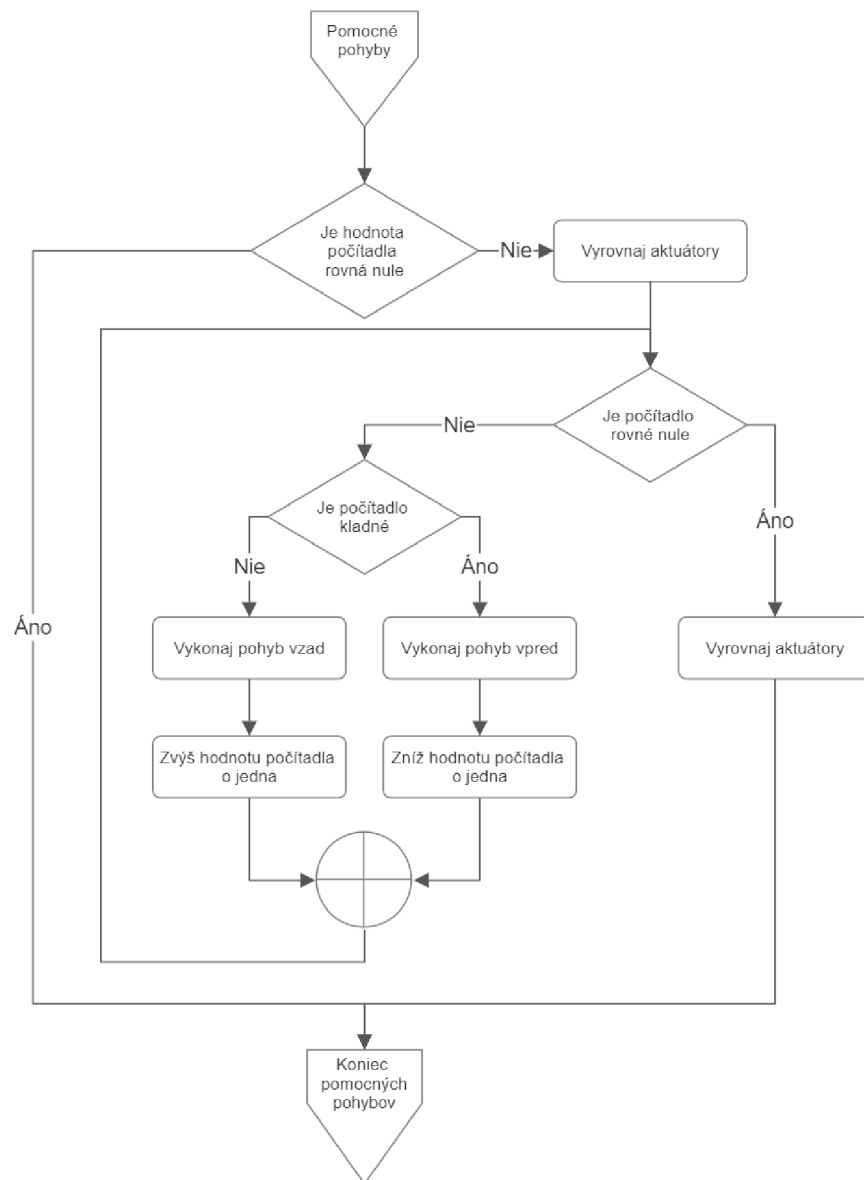 Pomocné
pohyby
Je hodnota
počítadla
rovná nule
Nie
Vyrovnaj aktuátory
Je počítadlo
rovné nule
Nie
Áno
Je počítadlo
kladné
Nie
Áno
Áno
Vykonaj pohyb vzad
Vykonaj pohyb vpred
Vyrovnaj aktuátory
Zvýš hodnotu počítadla
o jedna
Zníž hodnotu počítadla
o jedna
Koniec
pomocných
pohybov